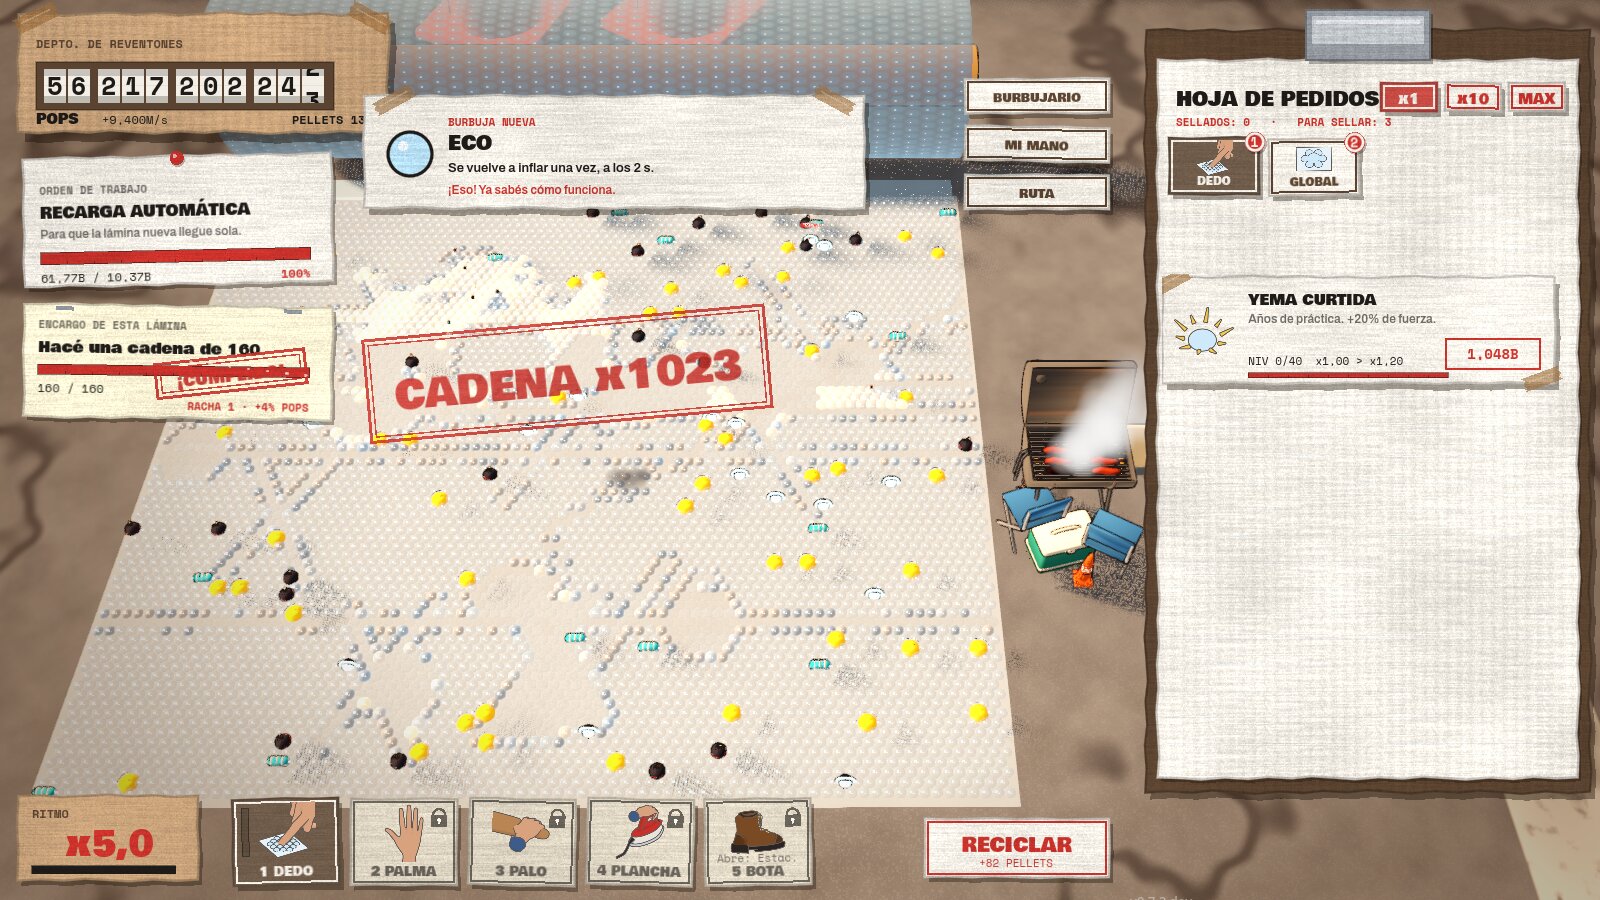 DEPTO. DE REVENTONES
56 217 202 24
POPS +9,400M/s PELLETS 13
ORDEN DE TRABAJO
RECARGA AUTOMÁTICA
Para que la lámina nueva llegue sola.
61,77B / 10,37B 100%
ENCARGO DE ESTA LÁMINA
Hacé una cadena de 160
160 / 160
RACHA 1 · +4% POPS
BURBUJA NUEVA
ECO
Se vuelve a inflar una vez, a los 2 s.
¡Eso! Ya sabés cómo funciona.
CADENA x1023
BURBUJARIO
MI MANO
RUTA
HOJA DE PEDIDOS x1 x10 MAX
SELLADOS: 0 · PARA SELLAR: 3
DEDO 1
GLOBAL 2
YEMA CURTIDA
Años de práctica. +20% de fuerza.
NIV 0/40 x1,00 > x1,20
1,048B
RITMO
x5,0
1 DEDO
2 PALMA
3 PALO
4 PLANCHA
Abre: Estac.
5 BOTA
RECICLAR
+82 PELLETS